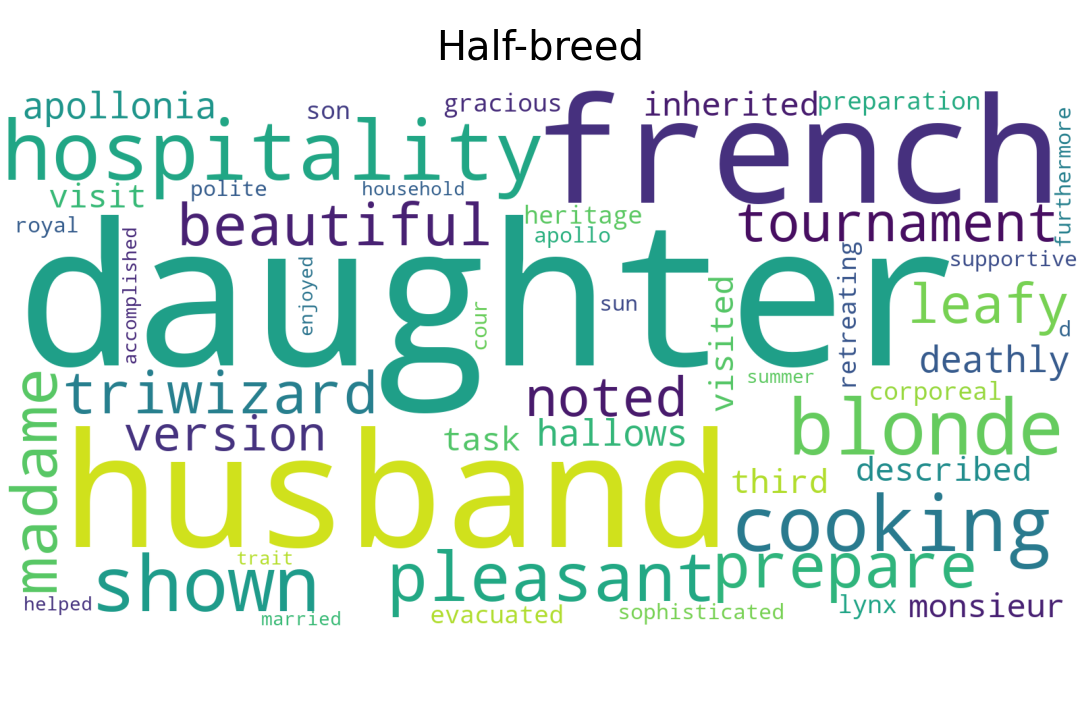 Half-breed
apollonia
son
gracious
inherited
preparation
furthermore
hospitality
french
visit
polite
household
royal
beautiful
heritage
apollo
tournament
accomplished
enjoyed
daughter
cour
sun
visited
retreating
supportive
leafy
d
deathly
triwizard
noted
summer
corporeal
madame
version
task
hallows
blonde
husband
third
described
cooking
trait
shown
pleasant
prepare
helped
married
evacuated
sophisticated
lynx
monsieur